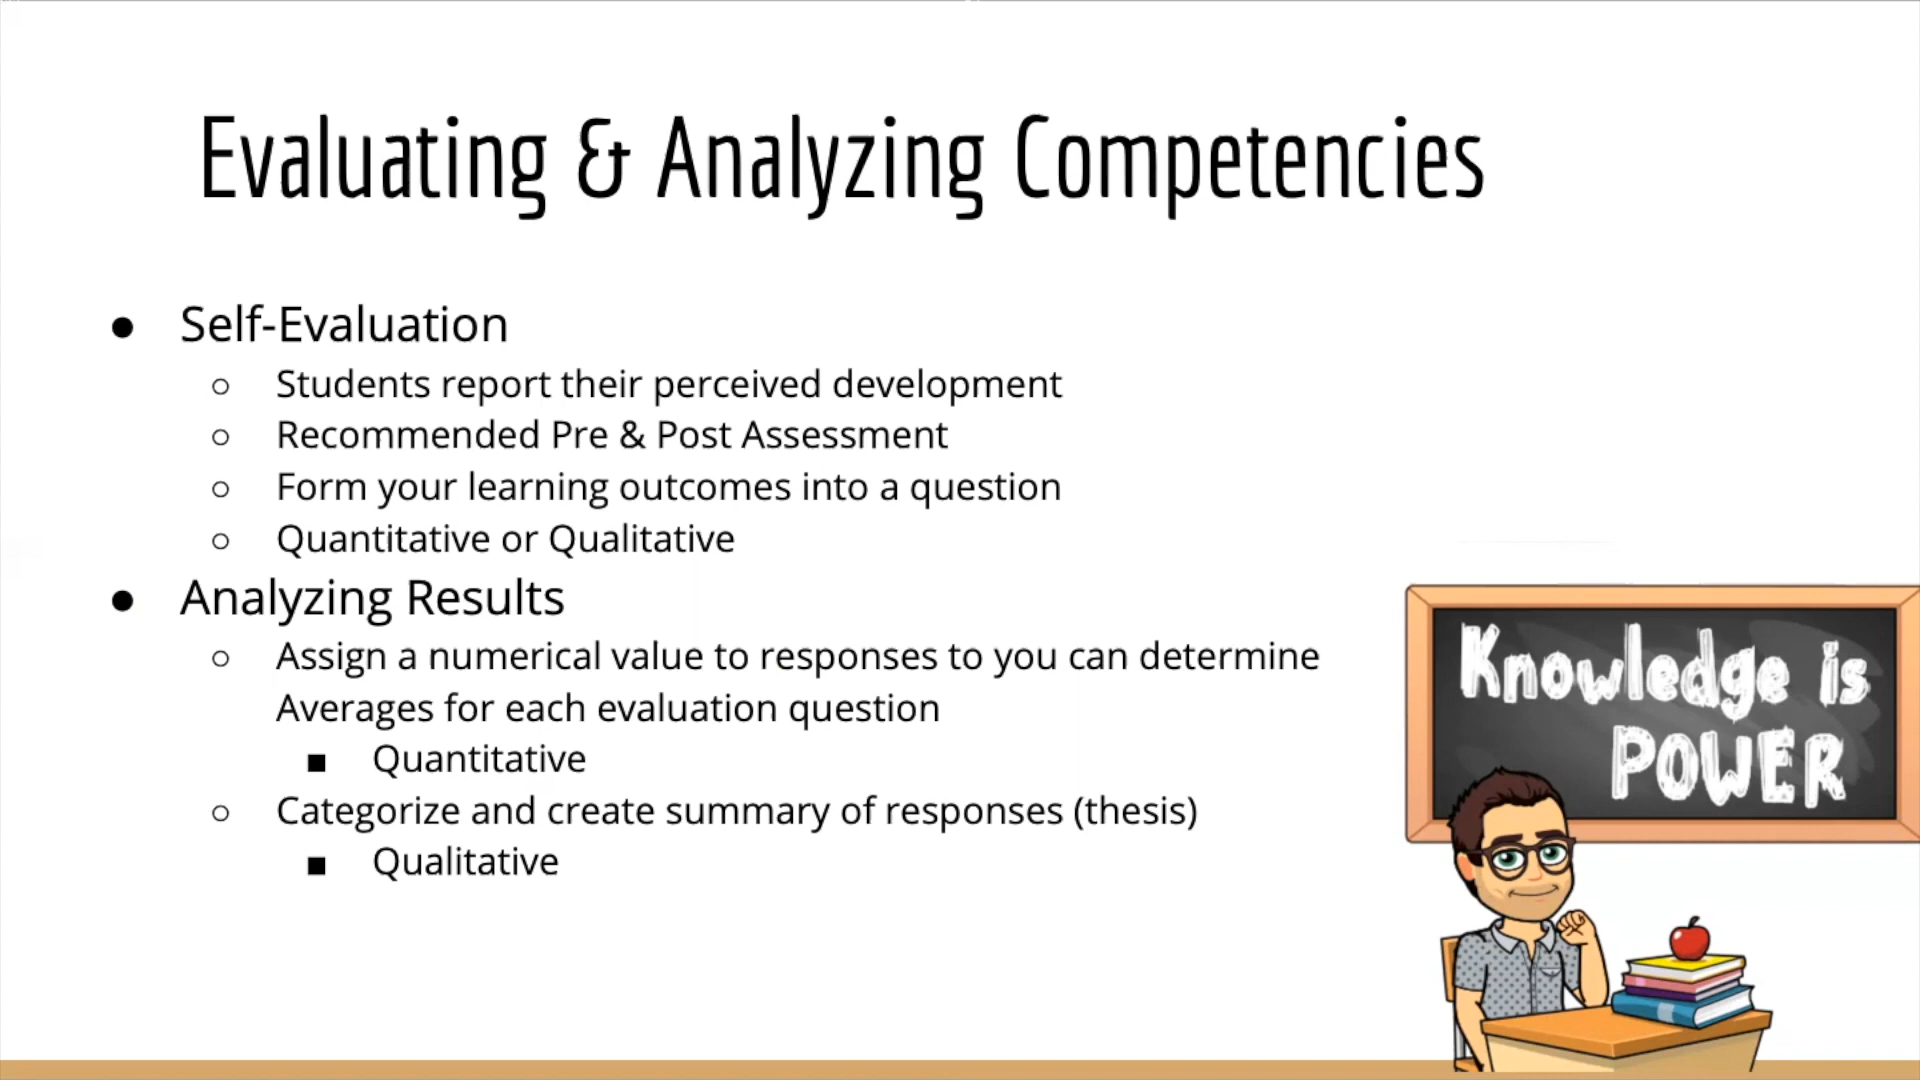 Evaluating & Analyzing Competencies
● Self-Evaluation
○ Students report their perceived development
○ Recommended Pre & Post Assessment
○ Form your learning outcomes into a question
○ Quantitative or Qualitative
● Analyzing Results
○ Assign a numerical value to responses to you can determine
Averages for each evaluation question
■ Quantitative
○ Categorize and create summary of responses (thesis)
■ Qualitative
Knowledge is
POWER